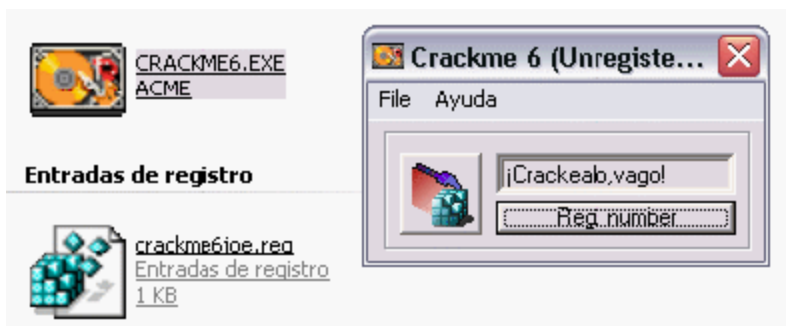 CRACKME6.EXE
ACME
Entradas de registro
crackme6joe.reg
Entradas de registro
1 KB
Crackme 6 (Unregiste...
File Ayuda
¡Crackealo,vago!
Reg. number